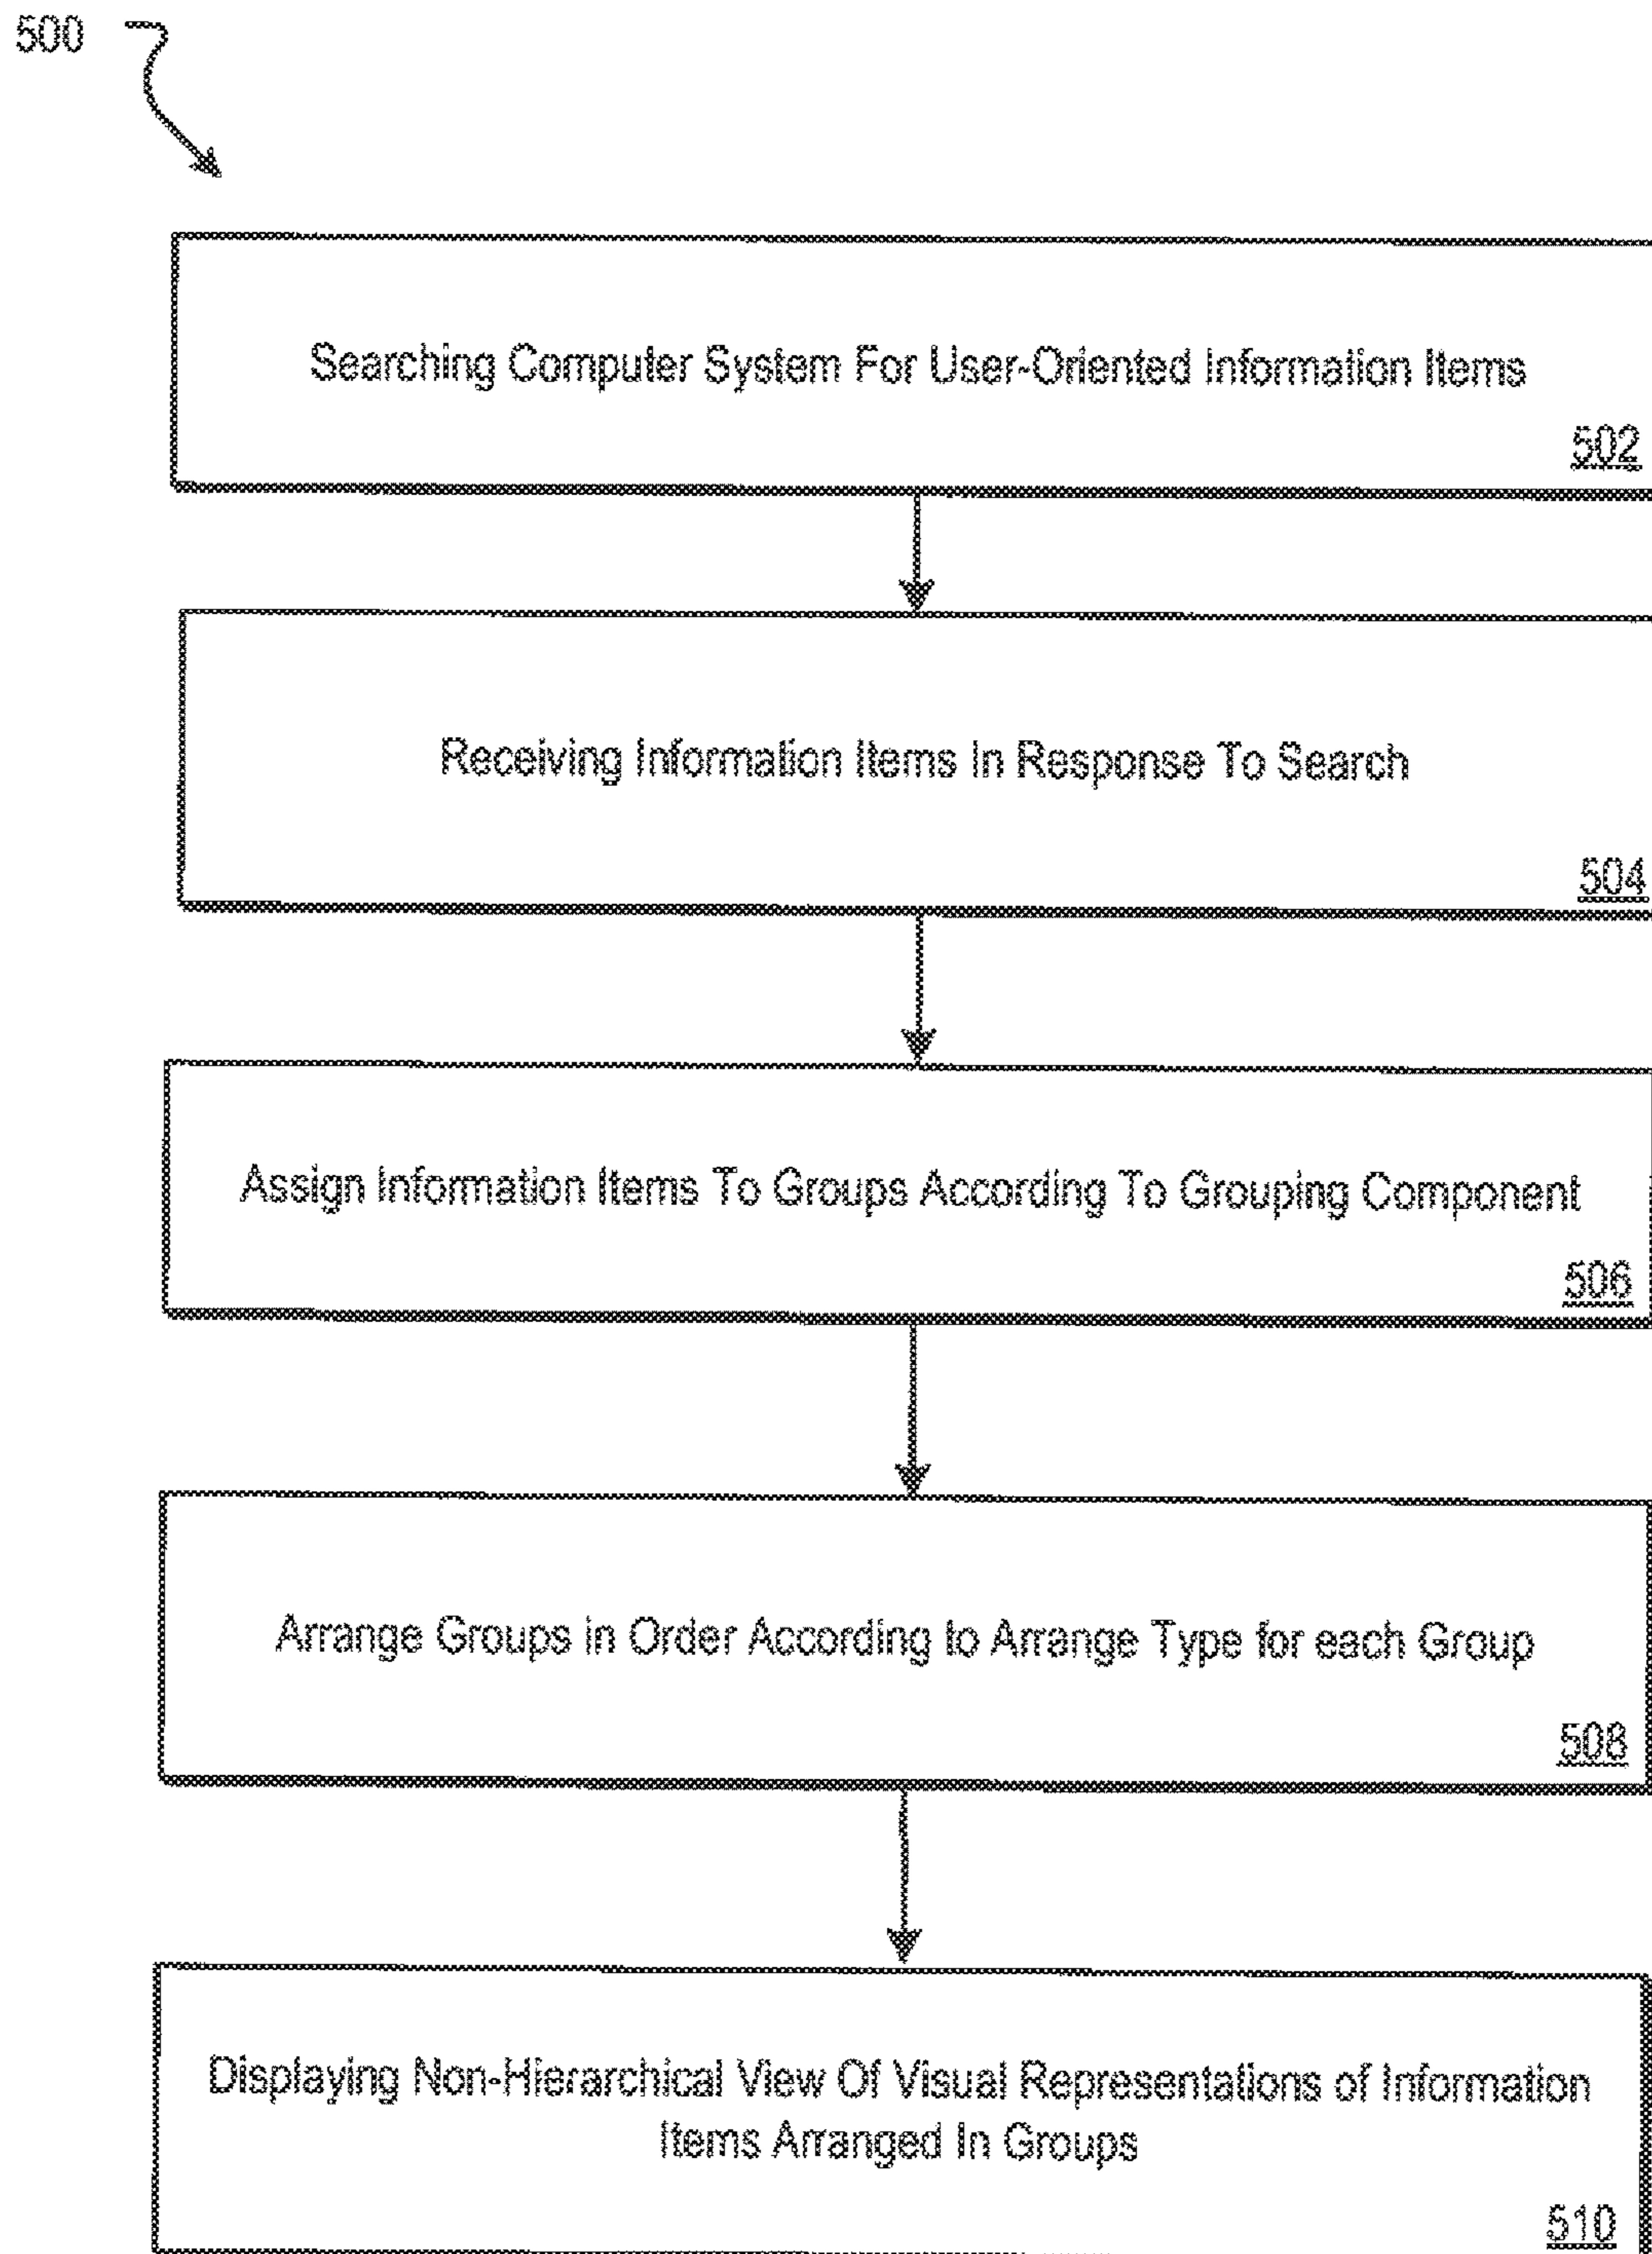 500
Searching Computer System For User-Oriented Information Items
502
Receiving Information Items In Response To Search
504
Assign Information Items To Groups According To Grouping Component
506
Arrange Groups in Order According to Arrange Type for each Group
508
Displaying Non-Hierarchical View Of Visual Representations of Information
Items Arranged In Groups
510